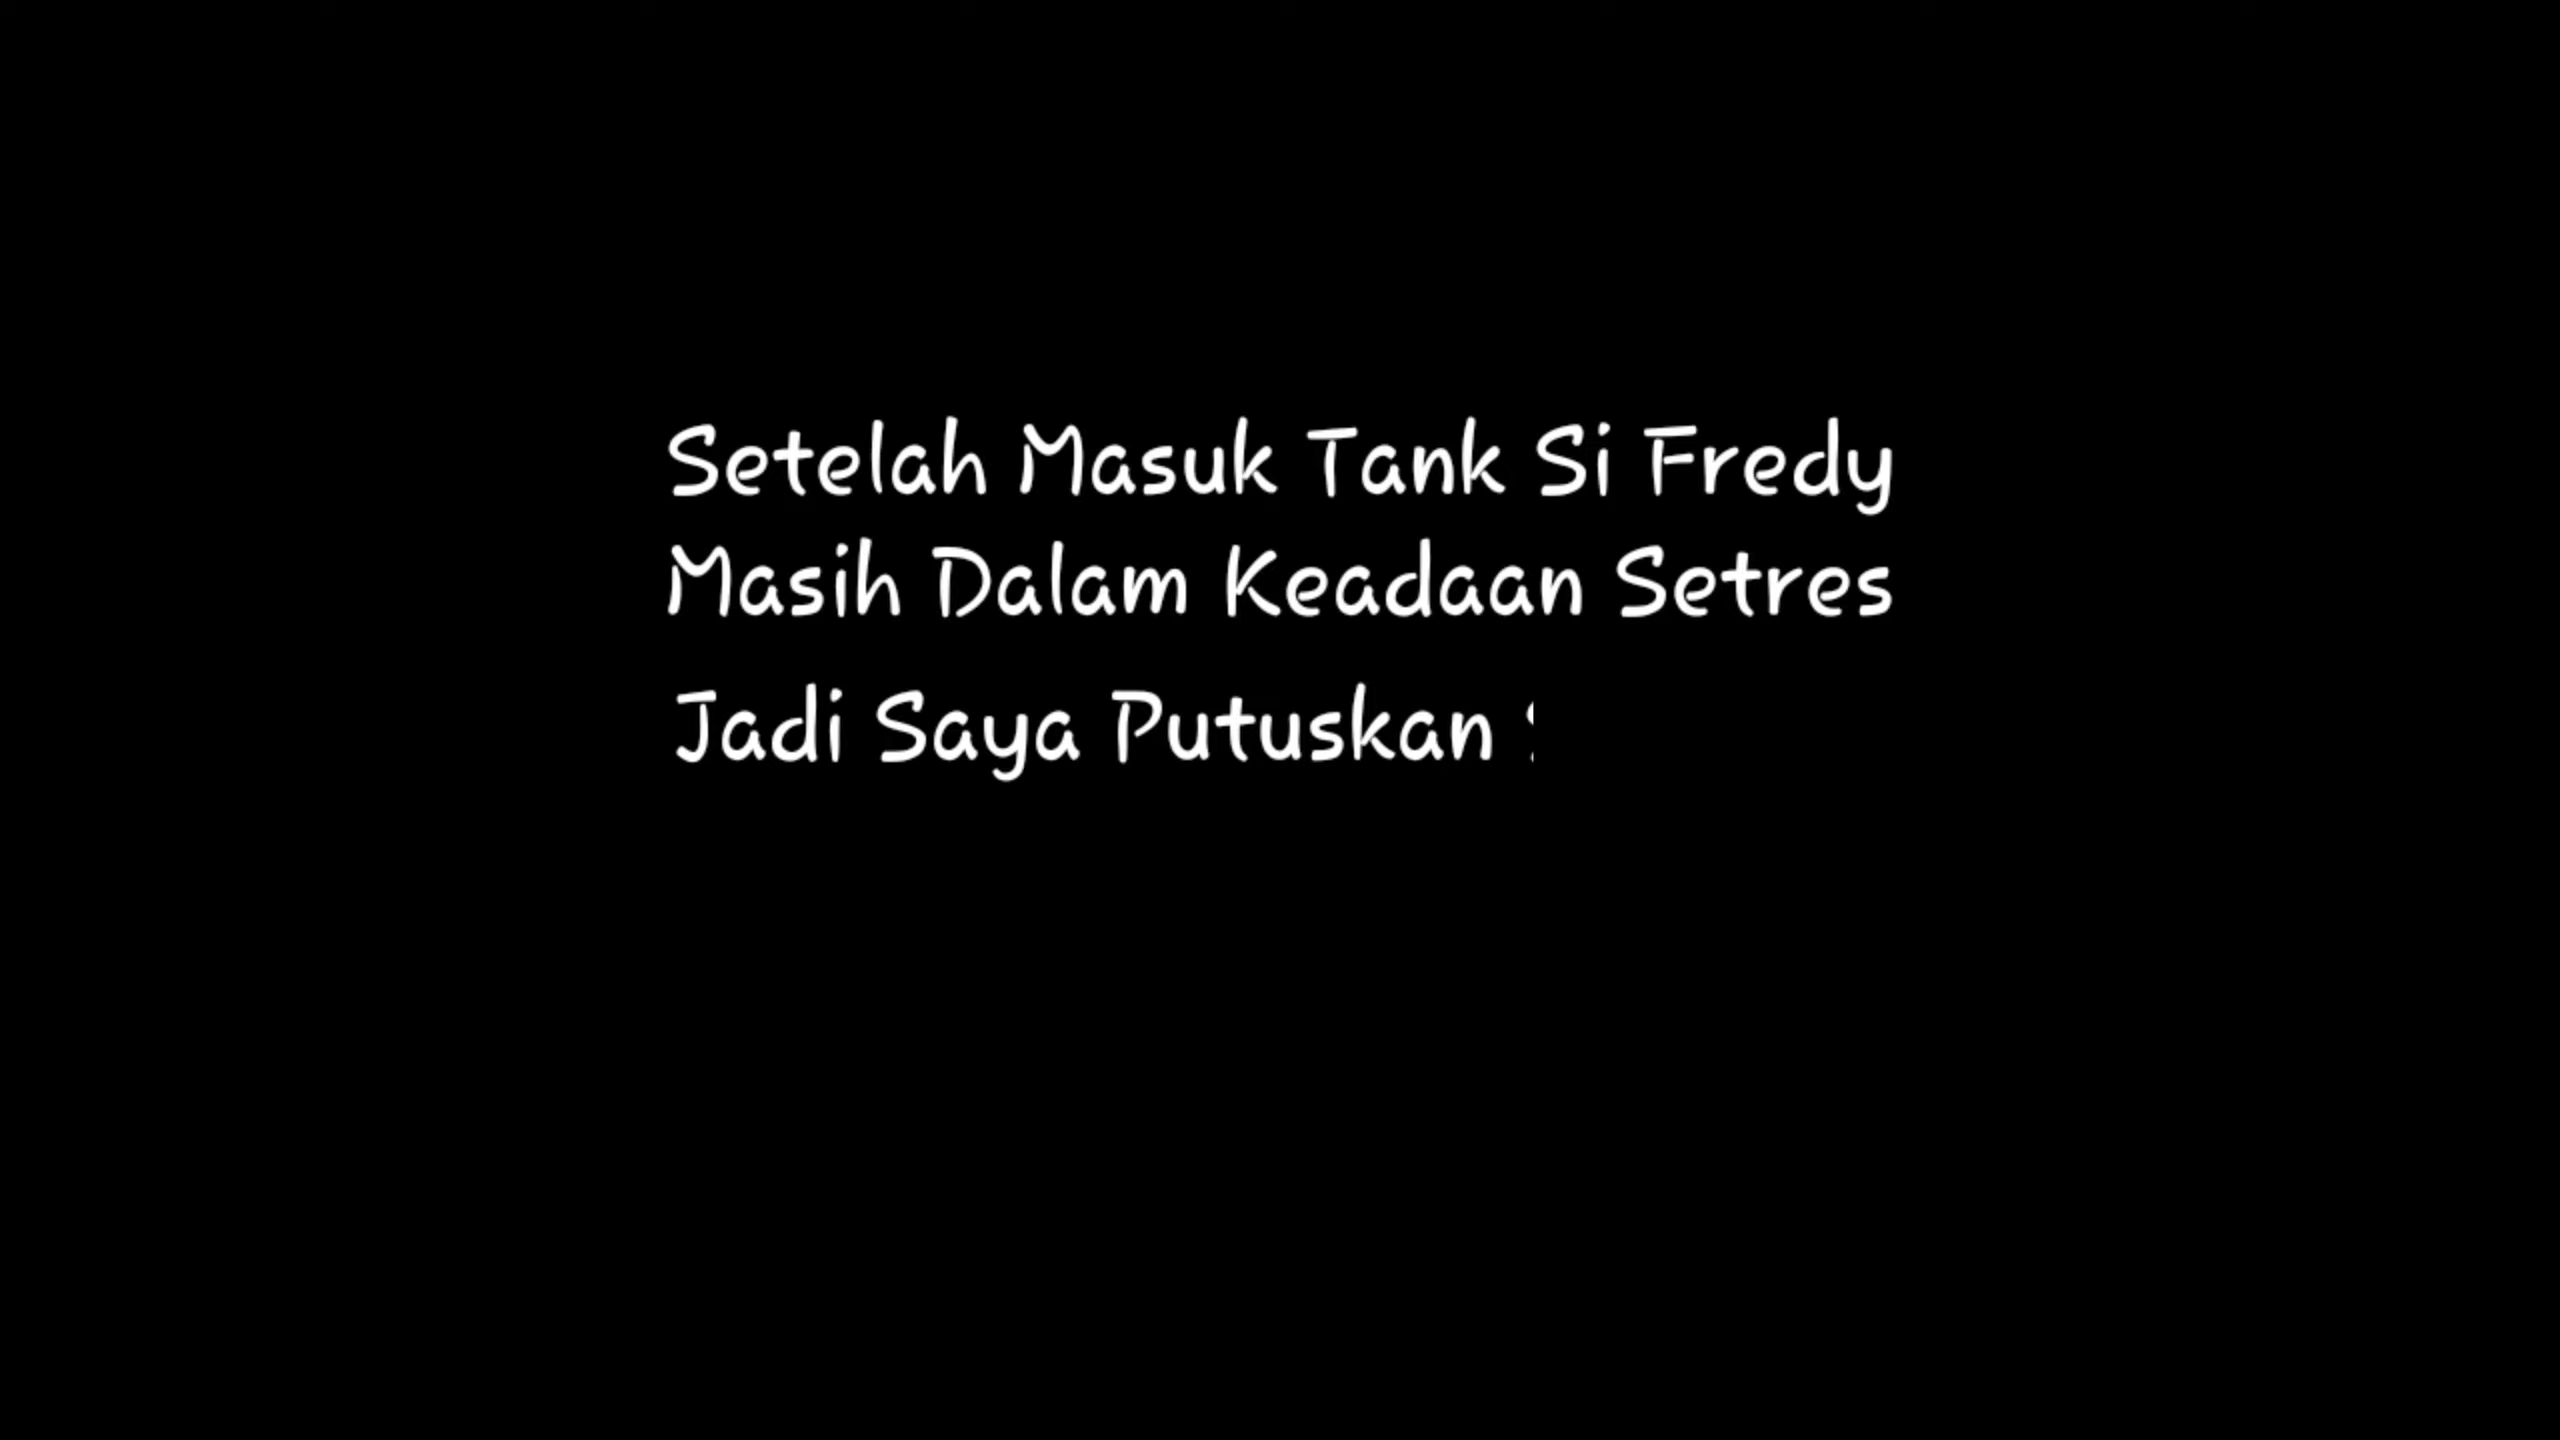 Setelah Masuk Tank Si Fredy
Masih Dalam Keadaan Setres
Jadi Saya Putuskan